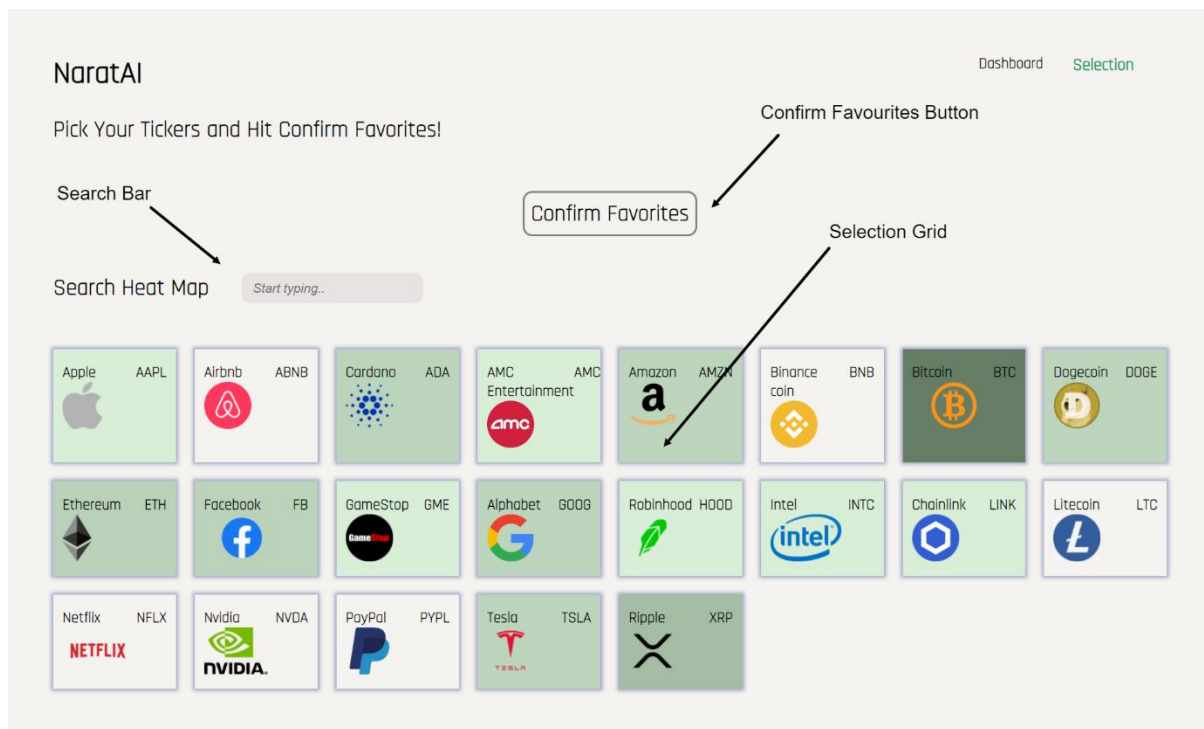 NaratAI
Dashboard Selection
Pick Your Tickers and Hit Confirm Favorites!
Confirm Favourites Button
Search Bar
Confirm Favorites
Selection Grid
Search Heat Map
Start typing..
Apple AAPL
Airbnb ABNB
Cardano ADA
AMC AMC
Entertainment
amc
Amazon AMZN
a
Binance BNB
coin
Bitcoin BTC
Dogecoin DOGE
Ethereum ETH
Facebook FB
GameStop GME
GameStop
Alphabet GOOG
Robinhood HOOD
Intel INTC
intel
Chainlink LINK
Litecoin LTC
Netflix NFLX
NETFLIX
Nvidia NVDA
NVIDIA.
PayPal PYPL
Tesla TSLA
TESLA
Ripple XRP